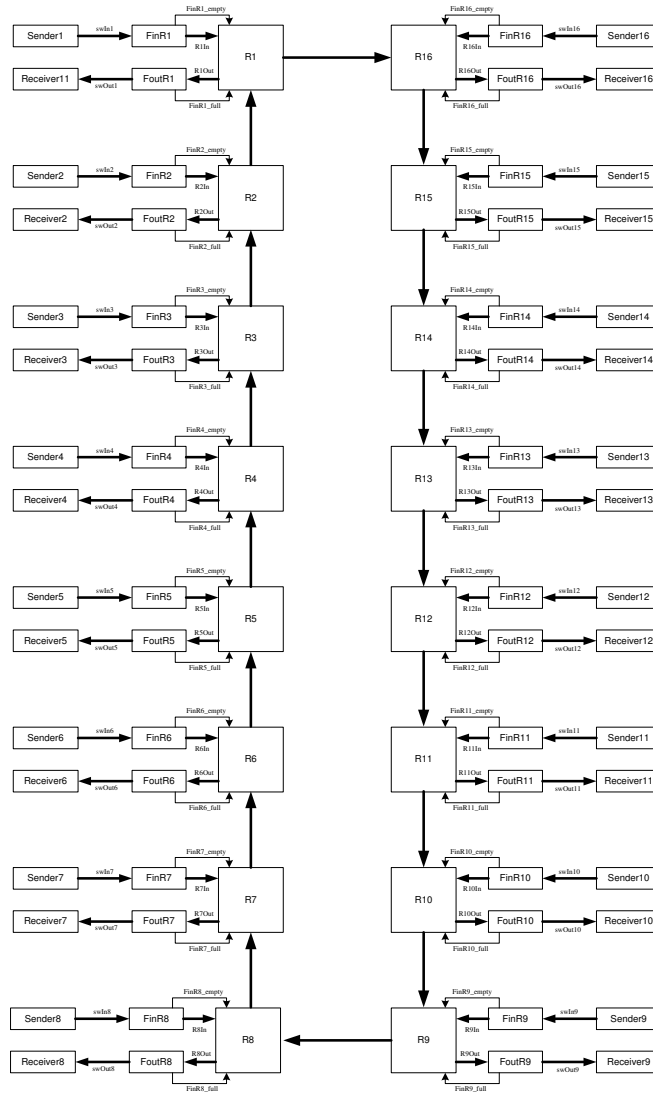 FinR1_empty FinR16_empty
Sender1 swIn1 FinR1 R1In R1 R16 R16In FinR16 swIn16 Sender16
Receiver11 swOut1 FoutR1 R1Out R16Out FoutR16 swOut16 Receiver16
FinR1_full FinR16_full
FinR2_empty FinR15_empty
Sender2 swIn2 FinR2 R2In R2 R15 R15In FinR15 swIn15 Sender15
Receiver2 swOut2 FoutR2 R2Out R15Out FoutR15 swOut15 Receiver15
FinR2_full FinR15_full
FinR3_empty FinR14_empty
Sender3 swIn3 FinR3 R3In R3 R14 R14In FinR14 swIn14 Sender14
Receiver3 swOut3 FoutR3 R3Out R14Out FoutR14 swOut14 Receiver14
FinR3_full FinR14_full
FinR4_empty FinR13_empty
Sender4 swIn4 FinR4 R4In R4 R13 R13In FinR13 swIn13 Sender13
Receiver4 swOut4 FoutR4 R4Out R13Out FoutR13 swOut13 Receiver13
FinR4_full FinR13_full
FinR5_empty FinR12_empty
Sender5 swIn5 FinR5 R5In R5 R12 R12In FinR12 swIn12 Sender12
Receiver5 swOut5 FoutR5 R5Out R12Out FoutR12 swOut12 Receiver12
FinR5_full FinR12_full
FinR6_empty FinR11_empty
Sender6 swIn6 FinR6 R6In R6 R11 R11In FinR11 swIn11 Sender11
Receiver6 swOut6 FoutR6 R6Out R11Out FoutR11 swOut11 Receiver11
FinR6_full FinR11_full
FinR7_empty FinR10_empty
Sender7 swIn7 FinR7 R7In R7 R10 R10In FinR10 swIn10 Sender10
Receiver7 swOut7 FoutR7 R7Out R10Out FoutR10 swOut10 Receiver10
FinR7_full FinR10_full
FinR8_empty FinR9_empty
Sender8 swIn8 FinR8 R8In R8 R9 R9In FinR9 swIn9 Sender9
Receiver8 swOut8 FoutR8 R8Out R9Out FoutR9 swOut9 Receiver9
FinR8_full FinR9_full